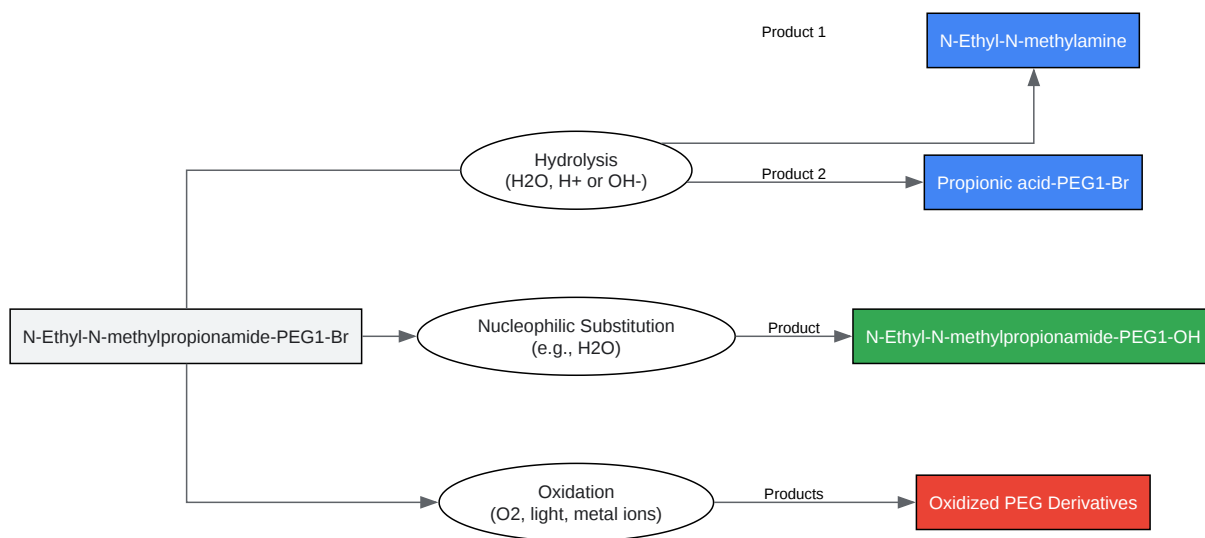 Product 1
N-Ethyl-N-methylamine
Hydrolysis
(H2O, H+ or OH-)
Product 2
Propionic acid-PEG1-Br
N-Ethyl-N-methylpropionamide-PEG1-Br
Nucleophilic Substitution
(e.g., H2O)
Product
N-Ethyl-N-methylpropionamide-PEG1-OH
Oxidation
(O2, light, metal ions)
Products
Oxidized PEG Derivatives